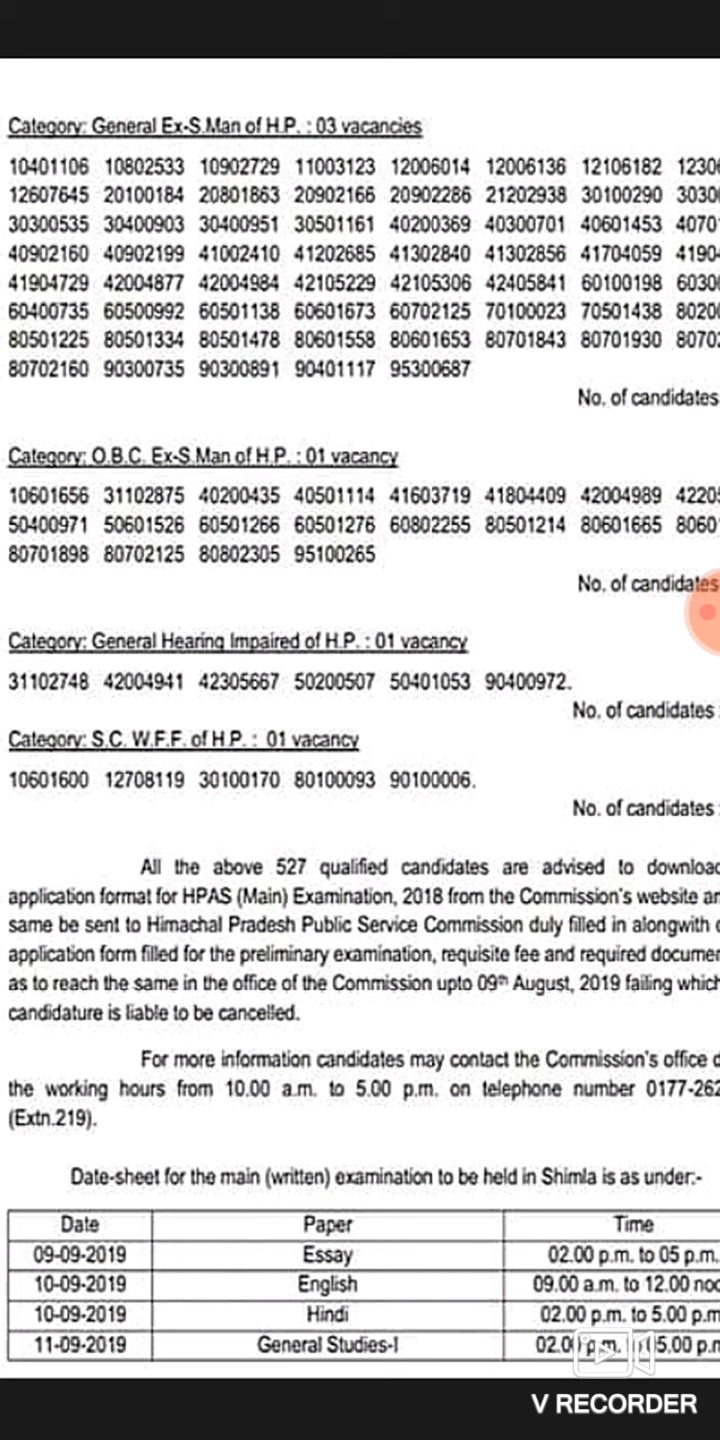 Category: General Ex-S.Man of H.P. : 03 vacancies
10401106 10802533 10902729 11003123 12006014 12006136 12106182
12607645 20100184 20801863 20902166 20902286 21202938 30100290
30300535 30400903 30400951 30501161 40200369 40300701 40601453
40902160 40902199 41002410 41202685 41302840 41302856 41704059
41904729 42004877 42004984 42105229 42105306 42405841 60100198
60400735 60500992 60501138 60601673 60702125 70100023 70501438
80501225 80501334 80501478 80601558 80601653 80701843 80701930
80702160 90300735 90300891 90401117 95300687
No. of candidates
Category: O.B.C. Ex-S.Man of H.P. : 01 vacancy
10601656 31102875 40200435 40501114 41603719 41804409 42004989
50400971 50601526 60501266 60501276 60802255 80501214 80601665
80701898 80702125 80802305 95100265
No. of candidates
Category: General Hearing Impaired of H.P. : 01 vacancy
31102748 42004941 42305667 50200507 50401053 90400972.
No. of candidates :
Category: S.C. W.F.F. of H.P. : 01 vacancy
10601600 12708119 30100170 80100093 90100006.
No. of candidates :
All the above 527 qualified candidates are advised to download
application format for HPAS (Main) Examination, 2018 from the Commission's website
same be sent to Himachal Pradesh Public Service Commission duly filled in alongwith
application form filled for the preliminary examination, requisite fee and required
as to reach the same in the office of the Commission upto 09th August, 2019 failing which
candidature is liable to be cancelled.
For more information candidates may contact the Commission's office
the working hours from 10.00 a.m. to 5.00 p.m. on telephone number 0177-262
(Extn.219).
Date-sheet for the main (written) examination to be held in Shimla is as under:-
Date Paper Time
09-09-2019 Essay 02.00 p.m. to 05 p.m.
10-09-2019 English 09.00 a.m. to 12.00
10-09-2019 Hindi 02.00 p.m. to 5.00 p.m
11-09-2019 General Studies-I 02.00 p.m. to 5.00
V RECORDER